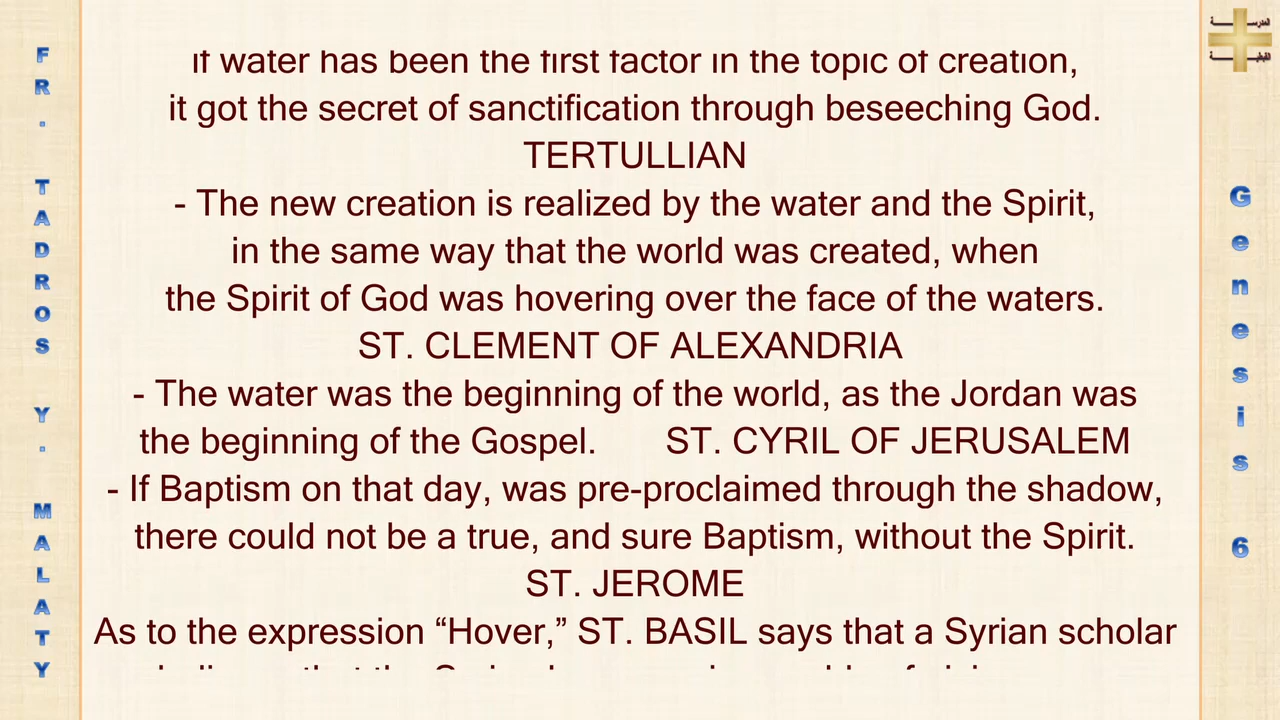 FR. TADROS Y. MALATY
If water has been the first factor in the topic of creation,
it got the secret of sanctification through beseeching God.
TERTULLIAN
- The new creation is realized by the water and the Spirit,
in the same way that the world was created, when
the Spirit of God was hovering over the face of the waters.
ST. CLEMENT OF ALEXANDRIA
- The water was the beginning of the world, as the Jordan was
the beginning of the Gospel. ST. CYRIL OF JERUSALEM
- If Baptism on that day, was pre-proclaimed through the shadow,
there could not be a true, and sure Baptism, without the Spirit.
ST. JEROME
As to the expression “Hover,” ST. BASIL says that a Syrian scholar
Genesis 6